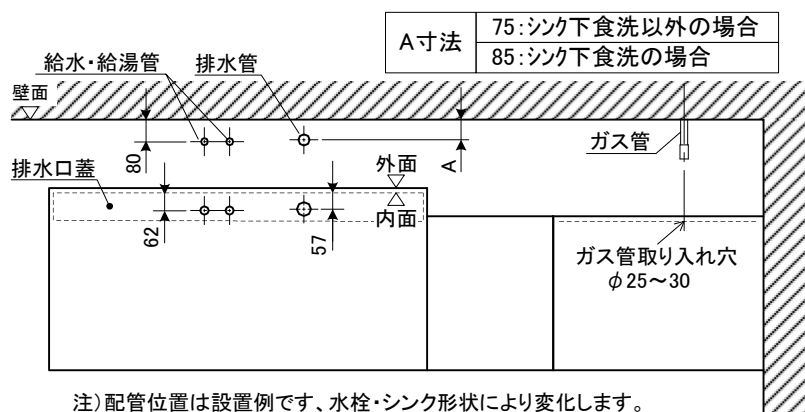 A寸法
75:シンク下食洗以外の場合
85:シンク下食洗の場合
給水・給湯管
排水管
壁面
ガス管
80
A
排水口蓋
外面
内面
62
57
ガス管取り入れ穴
φ25～30
注)配管位置は設置例です、水栓・シンク形状により変化します。